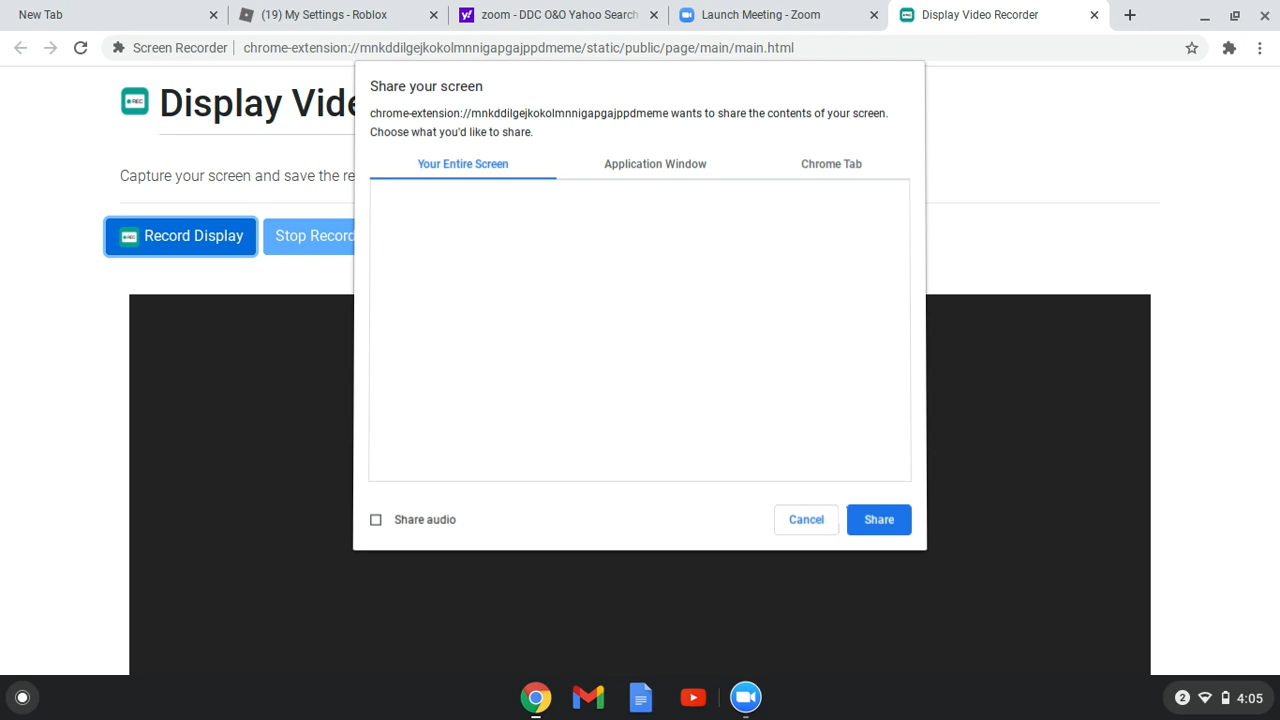 New Tab
(19) My Settings - Roblox
zoom - DDC O&O Yahoo Search
Launch Meeting - Zoom
Display Video Recorder
Screen Recorder
chrome-extension://mnkddilgejkokolmnnigapgajppdmeme/static/public/page/main/main.html
REC
Display Vide
Capture your screen and save the re
REC Record Display
Stop Record
Share your screen
chrome-extension://mnkddilgejkokolmnnigapgajppdmeme wants to share the contents of your screen.
Choose what you'd like to share.
Your Entire Screen
Application Window
Chrome Tab
Share audio
Cancel
Share
2
4:05